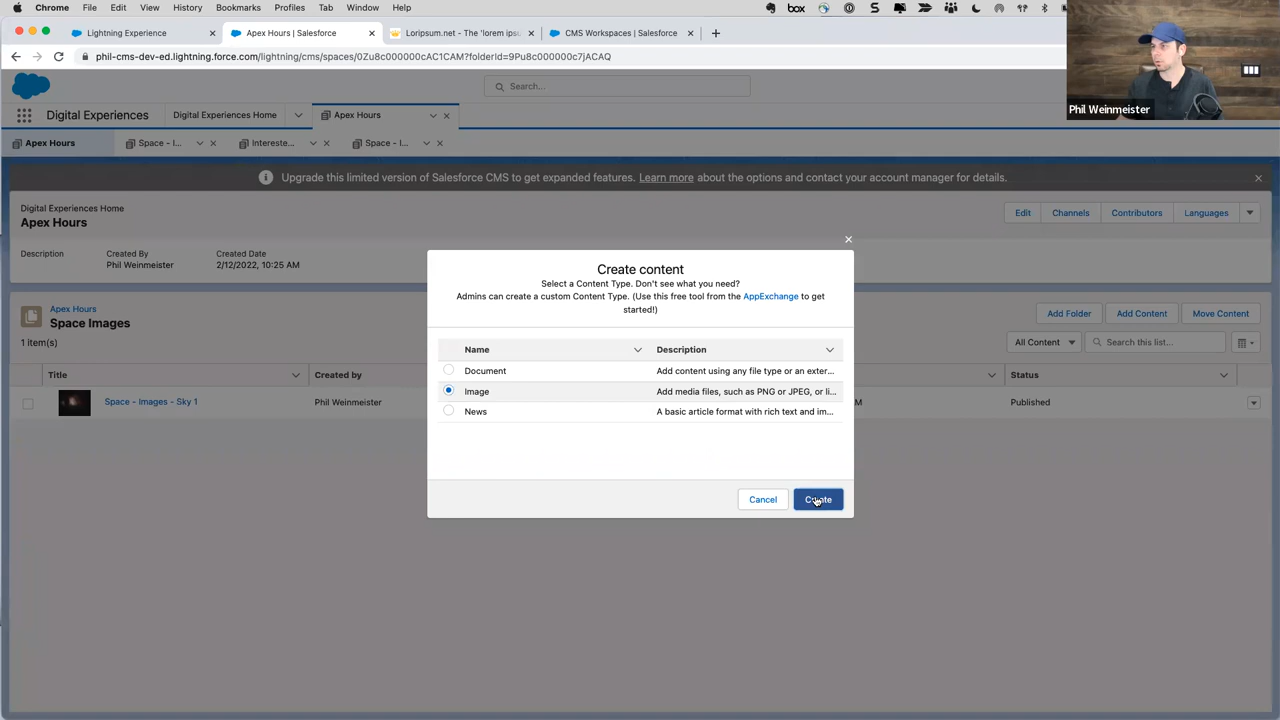 Chrome File Edit View History Bookmarks Profiles Tab Window Help
box
Lightning Experience
Apex Hours | Salesforce
Loripsum.net - The 'lorem ipsu
CMS Workspaces | Salesforce
phil-cms-dev-ed.lightning.force.com/lightning/cms/spaces/0Zu8c000000cAC1CAM?folderId=9Pu8c000000c7jACAQ
Phil Weinmeister
Search...
Digital Experiences
Digital Experiences Home
Apex Hours
Apex Hours
Space - I...
Intereste...
Space - I...
Upgrade this limited version of Salesforce CMS to get expanded features. Learn more about the options and contact your account manager for details.
Digital Experiences Home
Apex Hours
Edit
Channels
Contributors
Languages
Description
Created By
Phil Weinmeister
Created Date
2/12/2022, 10:25 AM
Apex Hours
Space Images
1 item(s)
Add Folder
Add Content
Move Content
All Content
Search this list...
Title
Created by
Status
Space - Images - Sky 1
Phil Weinmeister
M
Published
Create content
Select a Content Type. Don't see what you need?
Admins can create a custom Content Type. (Use this free tool from the AppExchange to get
started!)
Name
Description
Document
Add content using any file type or an exter...
Image
Add media files, such as PNG or JPEG, or li...
News
A basic article format with rich text and im...
Cancel
Create